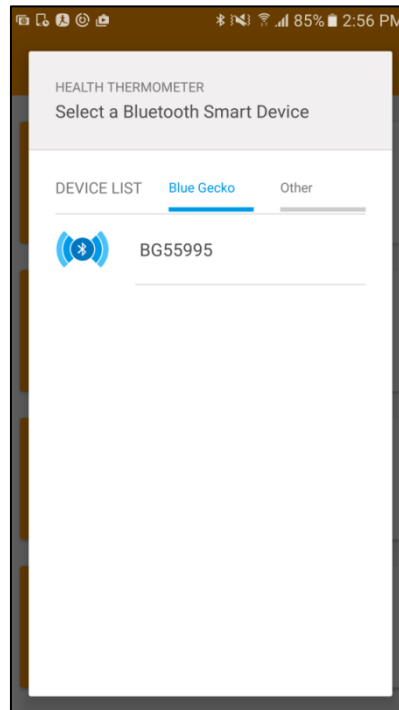 85% 2:56 PM
HEALTH THERMOMETER
Select a Bluetooth Smart Device
DEVICE LIST Blue Gecko Other
BG55995